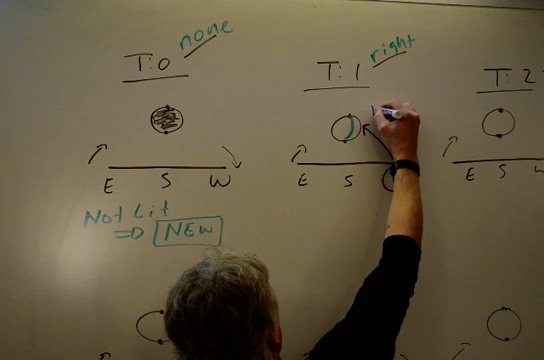 none
T:0
E S W
Not Lit
=D NEW
right
T: 1
E S
T: 2
E S W